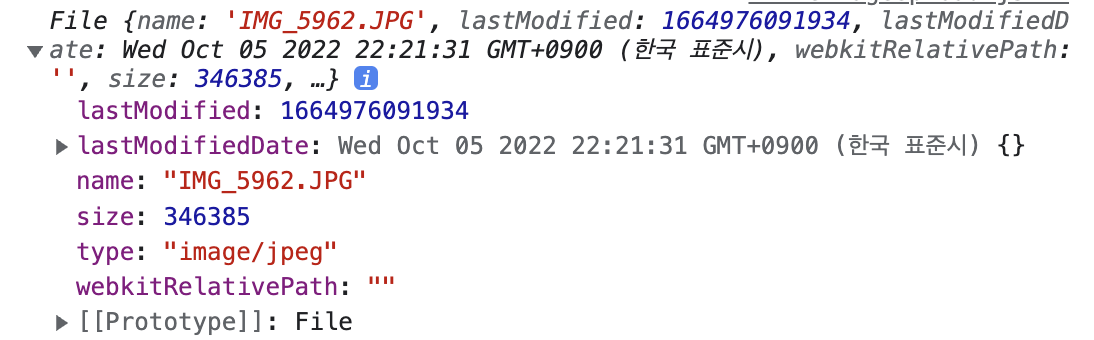 File {name: 'IMG_5962.JPG', lastModified: 1664976091934, lastModifiedD
ate: Wed Oct 05 2022 22:21:31 GMT+0900 (한국 표준시), webkitRelativePath:
'', size: 346385, …} i
lastModified: 1664976091934
lastModifiedDate: Wed Oct 05 2022 22:21:31 GMT+0900 (한국 표준시) {}
name: "IMG_5962.JPG"
size: 346385
type: "image/jpeg"
webkitRelativePath: ""
[[Prototype]]: File